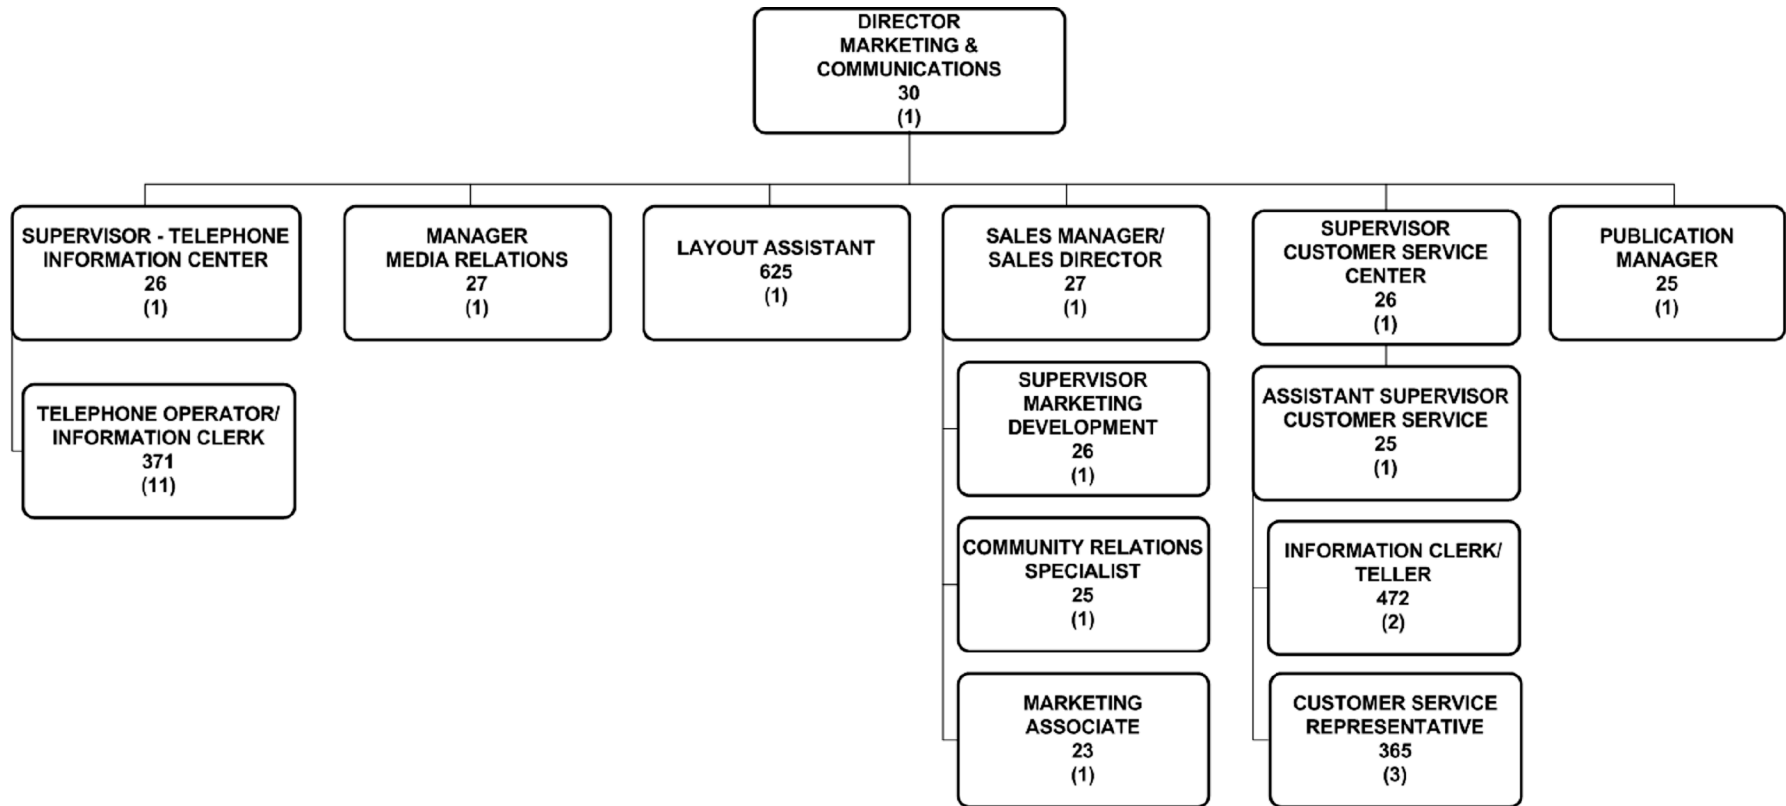 DIRECTOR
MARKETING &
COMMUNICATIONS
30
(1)
SUPERVISOR - TELEPHONE
INFORMATION CENTER
26
(1)
MANAGER
MEDIA RELATIONS
27
(1)
LAYOUT ASSISTANT
625
(1)
SALES MANAGER/
SALES DIRECTOR
27
(1)
SUPERVISOR
CUSTOMER SERVICE
CENTER
26
(1)
PUBLICATION
MANAGER
25
(1)
TELEPHONE OPERATOR/
INFORMATION CLERK
371
(11)
SUPERVISOR
MARKETING
DEVELOPMENT
26
(1)
ASSISTANT SUPERVISOR
CUSTOMER SERVICE
25
(1)
COMMUNITY RELATIONS
SPECIALIST
25
(1)
INFORMATION CLERK/
TELLER
472
(2)
MARKETING
ASSOCIATE
23
(1)
CUSTOMER SERVICE
REPRESENTATIVE
365
(3)